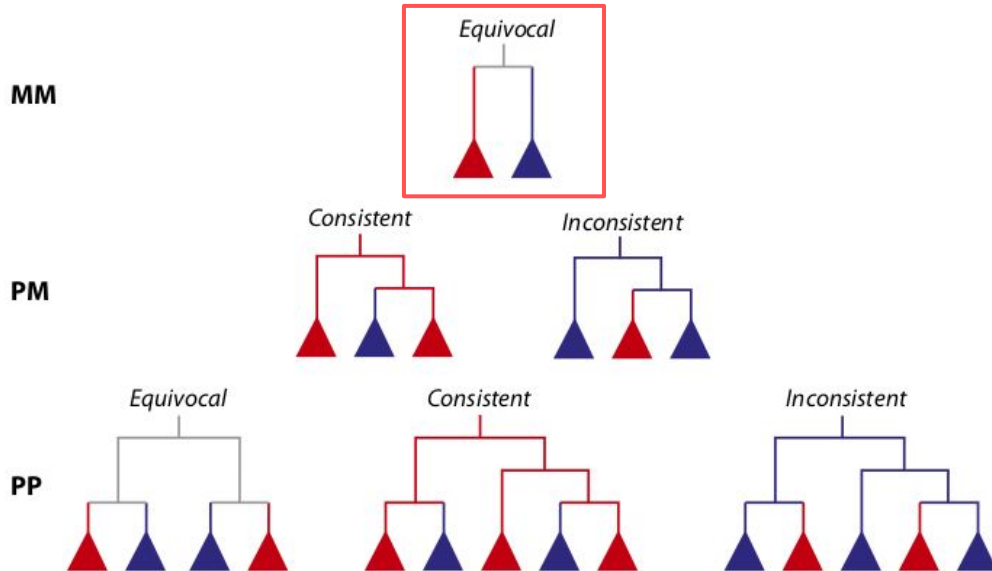 Equivocal
MM
Consistent
Inconsistent
PM
Equivocal
Consistent
Inconsistent
PP